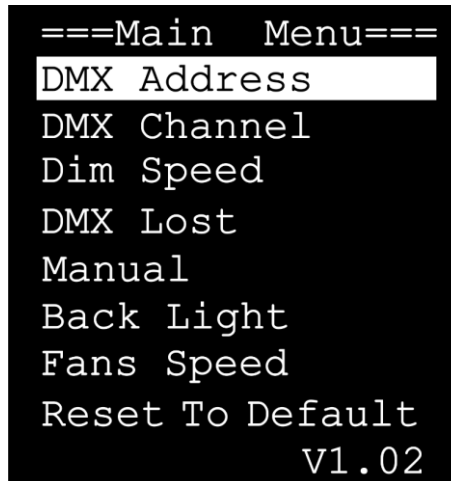 ===Main Menu===
DMX Address
DMX Channel
Dim Speed
DMX Lost
Manual
Back Light
Fans Speed
Reset To Default
V1.02